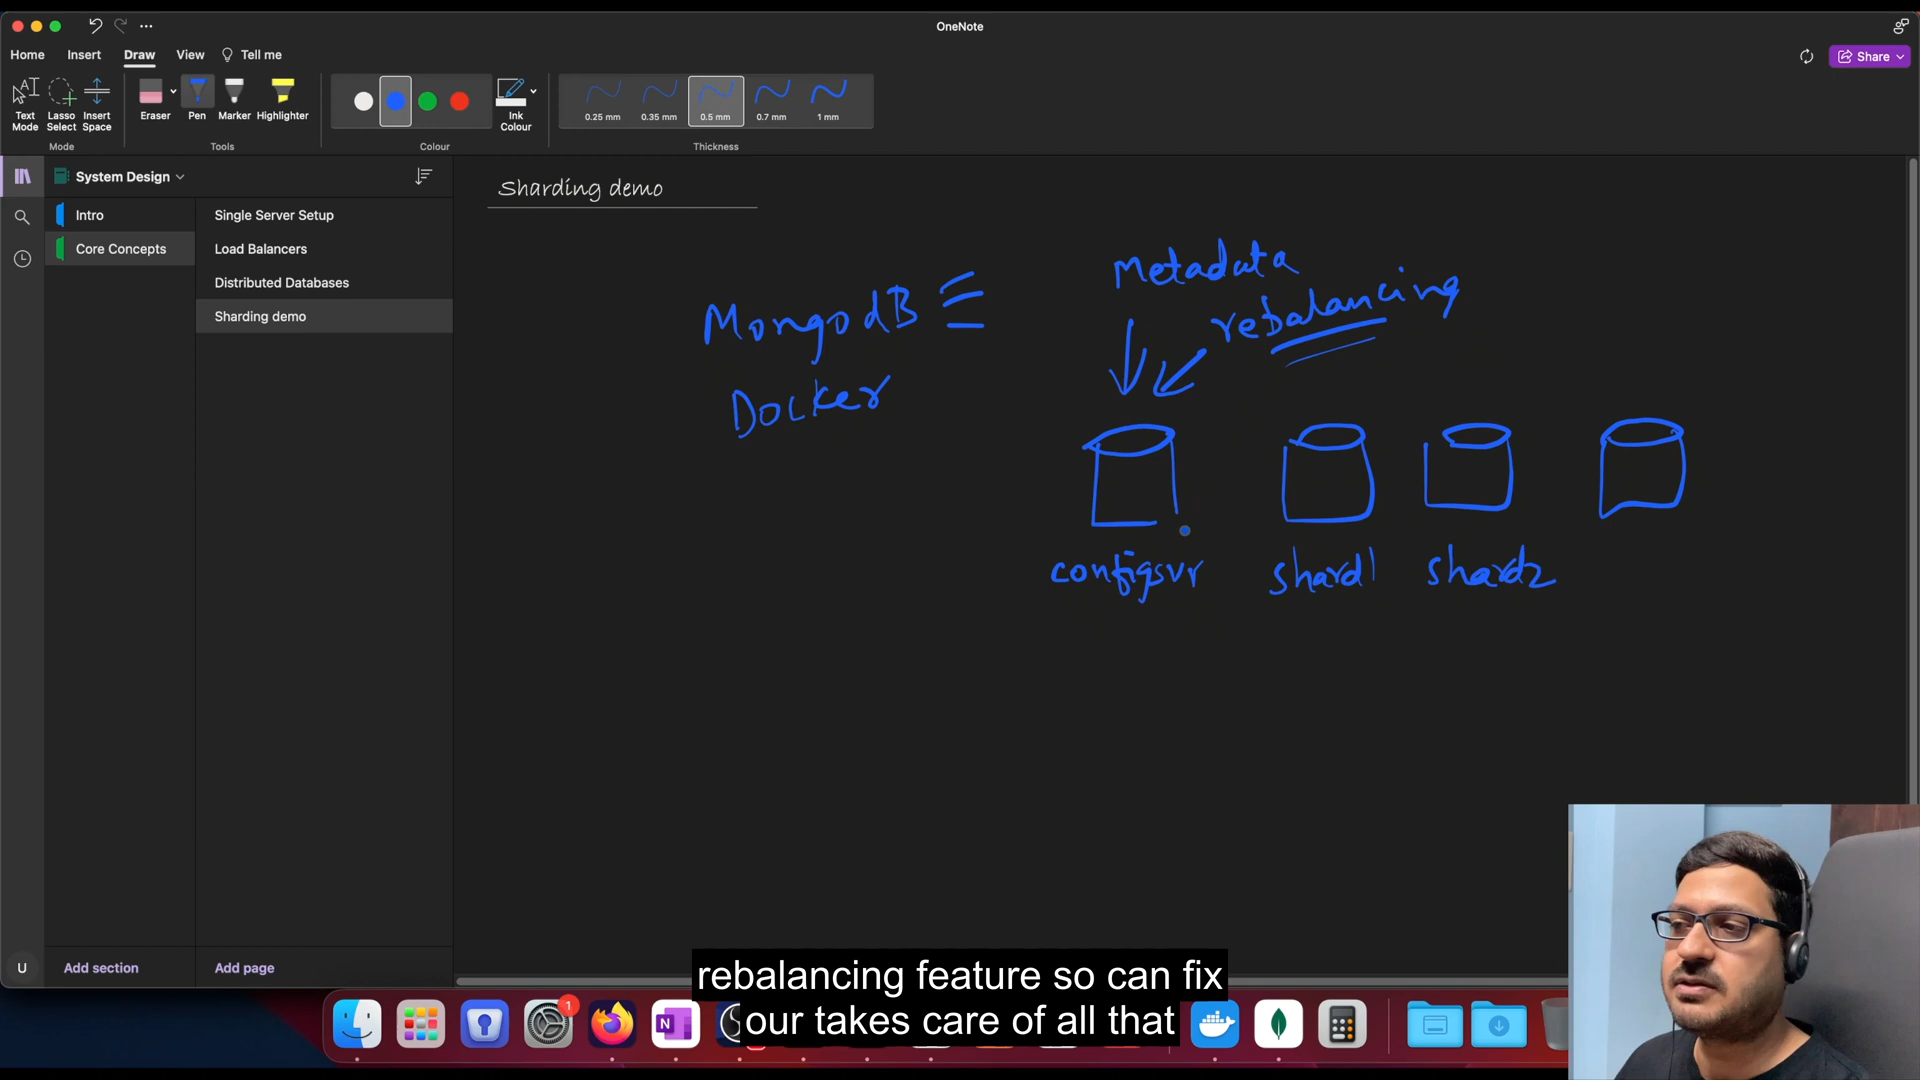 OneNote
Home Insert Draw View Tell me
Share
Text Mode
Lasso Select
Insert Space
Eraser
Pen
Marker
Highlighter
Ink Colour
0.25 mm
0.35 mm
0.5 mm
0.7 mm
1 mm
Mode
Tools
Colour
Thickness
System Design
Intro
Core Concepts
Single Server Setup
Load Balancers
Distributed Databases
Sharding demo
Sharding demo
Metadata
rebalancing
MongodB
Docker
configsvr
shard1
shard2
U
Add section
Add page
rebalancing feature so can fix
our takes care of all that
1
N